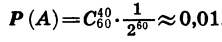 P (A) = C₆₀⁴⁰ · 1/2⁶⁰ ≈ 0,01.